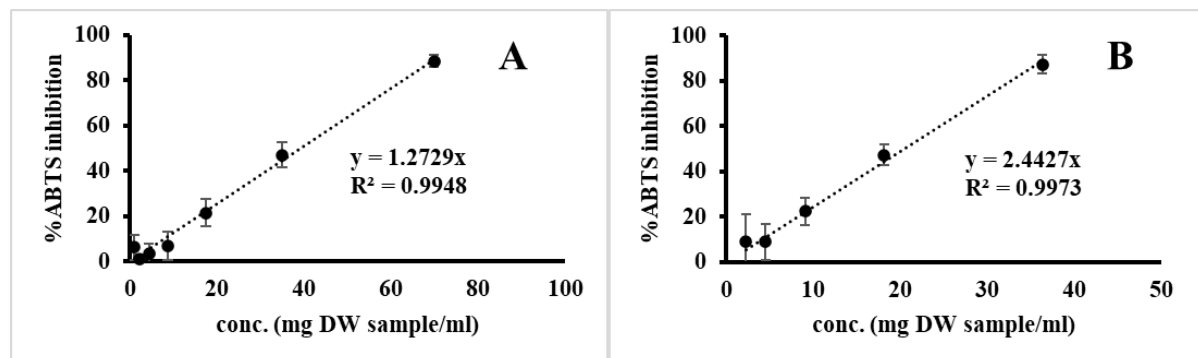 A
%ABTS inhibition
100
80
60
40
20
0
y = 1.2729x
R² = 0.9948
0 20 40 60 80 100
conc. (mg DW sample/ml)
B
%ABTS inhibition
100
80
60
40
20
0
y = 2.4427x
R² = 0.9973
0 10 20 30 40 50
conc. (mg DW sample/ml)